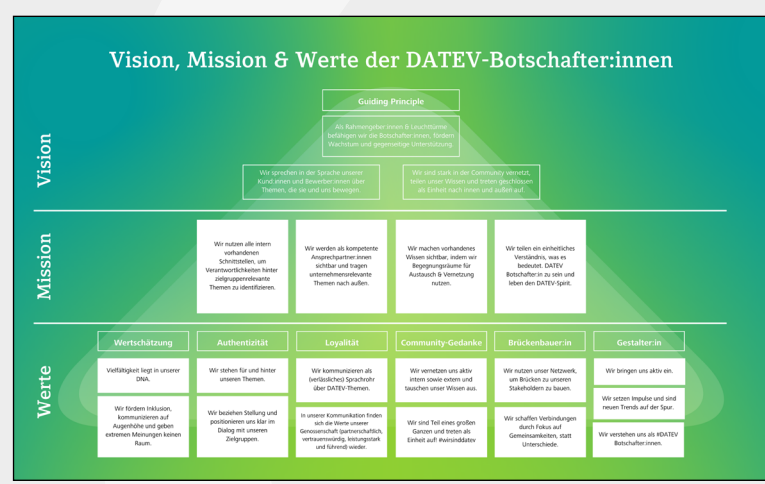 Vision, Mission & Werte der DATEV-Botschafter:innen
Vision
Guiding Principle
Als Rahmengeber:innen & Leuchttürme
befähigen wir die Botschafter:innen, fördern
Wachstum und gegenseitige Unterstützung.
Wir sprechen in der Sprache unserer
Kund:innen und Bewerber:innen über
Themen, die sie und uns bewegen.
Wir sind stark in der Community vernetzt,
teilen unser Wissen und treten geschlossen
als Einheit nach innen und außen auf.
Mission
Wir nutzen alle intern
vorhandenen
Schnittstellen, um
Verantwortlichkeiten hinter
zielgruppenrelevante
Themen zu identifizieren.
Wir werden als kompetente
Ansprechpartner:innen
sichtbar und tragen
unternehmensrelevante
Themen nach außen.
Wir machen vorhandenes
Wissen sichtbar, indem wir
Begegnungsräume für
Austausch & Vernetzung
nutzen.
Wir teilen ein einheitliches
Verständnis, was es
bedeutet. DATEV
Botschafter:in zu sein und
leben den DATEV-Spirit.
Werte
Wertschätzung
Vielfältigkeit liegt in unserer
DNA.
Wir fördern Inklusion,
kommunizieren auf
Augenhöhe und geben
extremen Meinungen keinen
Raum.
Authentizität
Wir stehen für und hinter
unseren Themen.
Wir beziehen Stellung und
positionieren uns klar im
Dialog mit unseren
Zielgruppen.
Loyalität
Wir kommunizieren als
(verlässliches) Sprachrohr
über DATEV-Themen.
In unserer Kommunikation finden
sich die Werte unserer
Genossenschaft (partnerschaftlich,
vertrauenswürdig, leistungsstark
und führend) wieder.
Community-Gedanke
Wir vernetzen uns aktiv
intern sowie extern und
tauschen unser Wissen aus.
Wir sind Teil eines großen
Ganzen und treten als
Einheit auf! #wirsinddatev
Brückenbauer:in
Wir nutzen unser Netzwerk,
um Brücken zu unseren
Stakeholdern zu bauen.
Wir schaffen Verbindungen
durch Fokus auf
Gemeinsamkeiten, statt
Unterschiede.
Gestalter:in
Wir bringen uns aktiv ein.
Wir setzen Impulse und sind
neuen Trends auf der Spur.
Wir verstehen uns als #DATEV
Botschafter:innen.